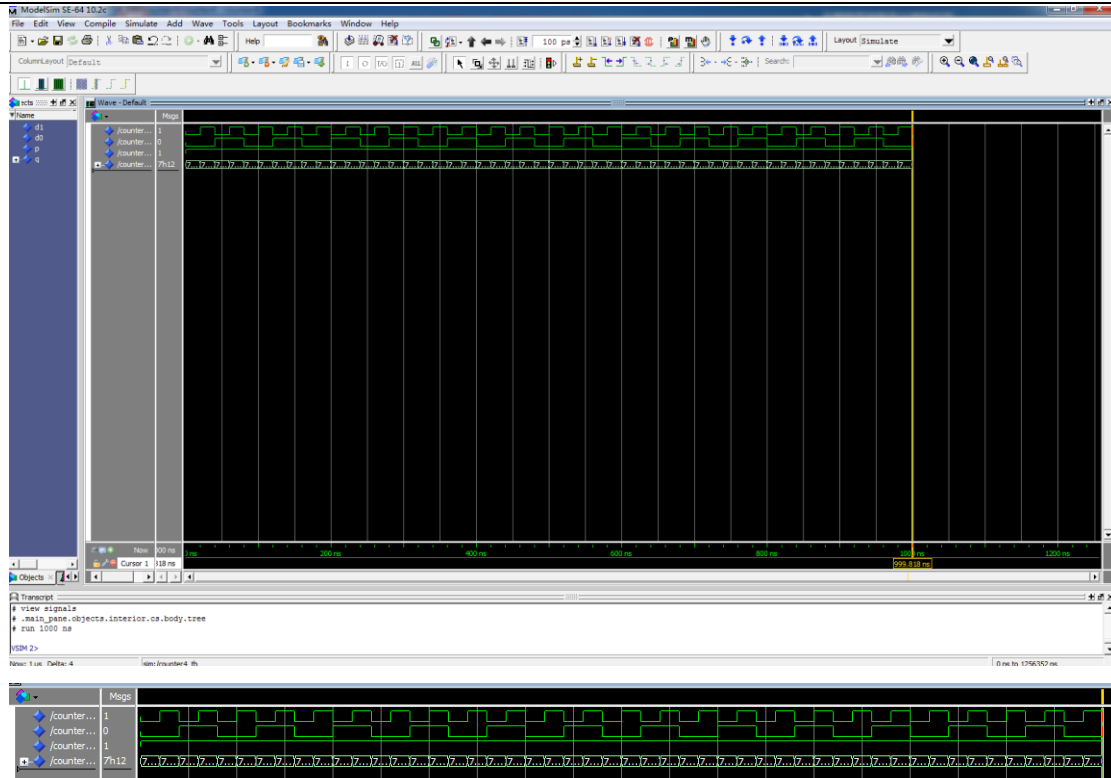 ModelSim SE-64 10.2c
File Edit View Compile Simulate Add Wave Tools Layout Bookmarks Window Help
Help
100 ps
Layout Simulate
ColumnLayout Default
Search:
Wave - Default
Name
Msgs
d1
d0
p
q
/counter... 1
/counter... 0
/counter... 1
/counter... 7'h12
Now
Cursor 1
200 ns
400 ns
600 ns
800 ns
1200 ns
999.818 ns
Objects
Transcript
# view signals
# .main_pane.objects.interior.cs.body.tree
# run 1000 ns
VSIM 2>
Now: 1 us Delta: 4
sim:/counter4_tb
0 ns to 1256352 ns
Msgs
/counter... 1
/counter... 0
/counter... 1
/counter... 7'h12